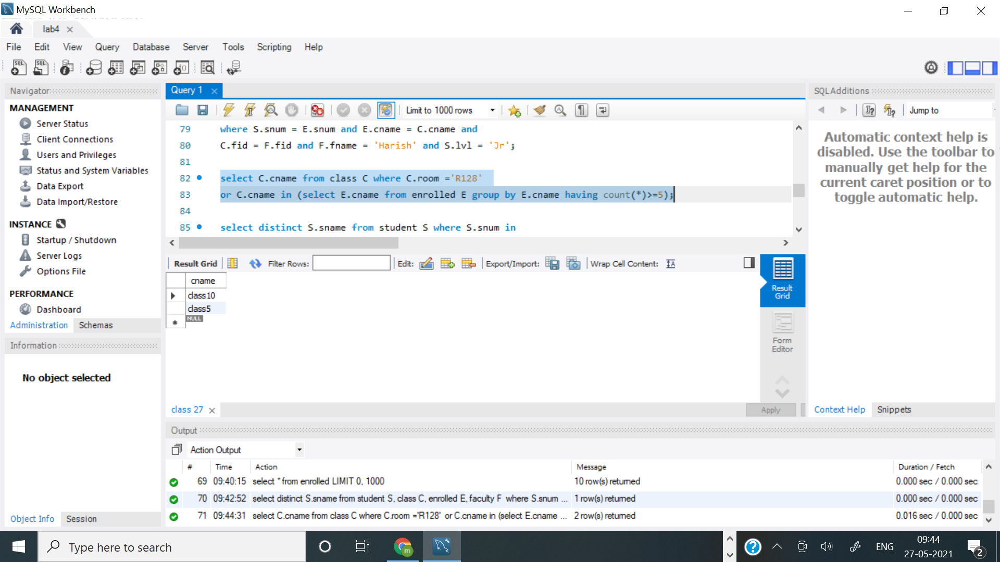 MySQL Workbench
lab4
File Edit View Query Database Server Tools Scripting Help
Navigator
MANAGEMENT
Server Status
Client Connections
Users and Privileges
Status and System Variables
Data Export
Data Import/Restore
INSTANCE
Startup / Shutdown
Server Logs
Options File
PERFORMANCE
Dashboard
Administration Schemas
Information
No object selected
Object Info Session
Query 1
Limit to 1000 rows
79 where S.snum = E.snum and E.cname = C.cname and
80 C.fid = F.fid and F.fname = 'Harish' and S.lvl = 'Jr';
81
82 select C.cname from class C where C.room ='R128'
83 or C.cname in (select E.cname from enrolled E group by E.cname having count(*)>=5);
84
85 select distinct S.sname from student S where S.snum in
Result Grid Filter Rows: Edit: Export/Import: Wrap Cell Content:
cname
class10
class5
NULL
Result Grid
Form Editor
class 27 Apply
SQLAdditions
Jump to
Automatic context help is
disabled. Use the toolbar to
manually get help for the
current caret position or to
toggle automatic help.
Context Help Snippets
Output
Action Output
# Time Action Message Duration / Fetch
69 09:40:15 select * from enrolled LIMIT 0, 1000 10 row(s) returned 0.000 sec / 0.000 sec
70 09:42:52 select distinct S.sname from student S, class C, enrolled E, faculty F where S.snum ... 1 row(s) returned 0.000 sec / 0.000 sec
71 09:44:31 select C.cname from class C where C.room ='R128' or C.cname in (select E.cname ... 2 row(s) returned 0.016 sec / 0.000 sec
Type here to search
ENG
09:44
27-05-2021
2